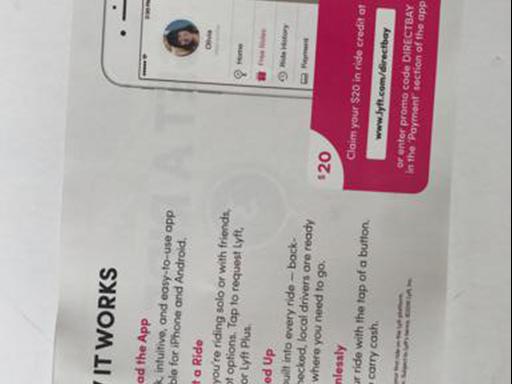 IT WORKS
ad the App
k, intuitive, and easy-to-use app
ble for iPhone and Android.
t a Ride
you're riding solo or with friends,
t options. Tap to request Lyft,
or Lyft Plus.
ed Up
uilt into every ride – back-
hecked, local drivers are ready
where you need to go.
nlessly
r ride with the tap of a button.
carry cash.
Olivia
Home
Free Rides
Ride History
Payment
$20
Claim your $20 in ride credit at
www.lyft.com/directbay
or enter promo code DIRECTBAY
in the 'Payment' section of the app